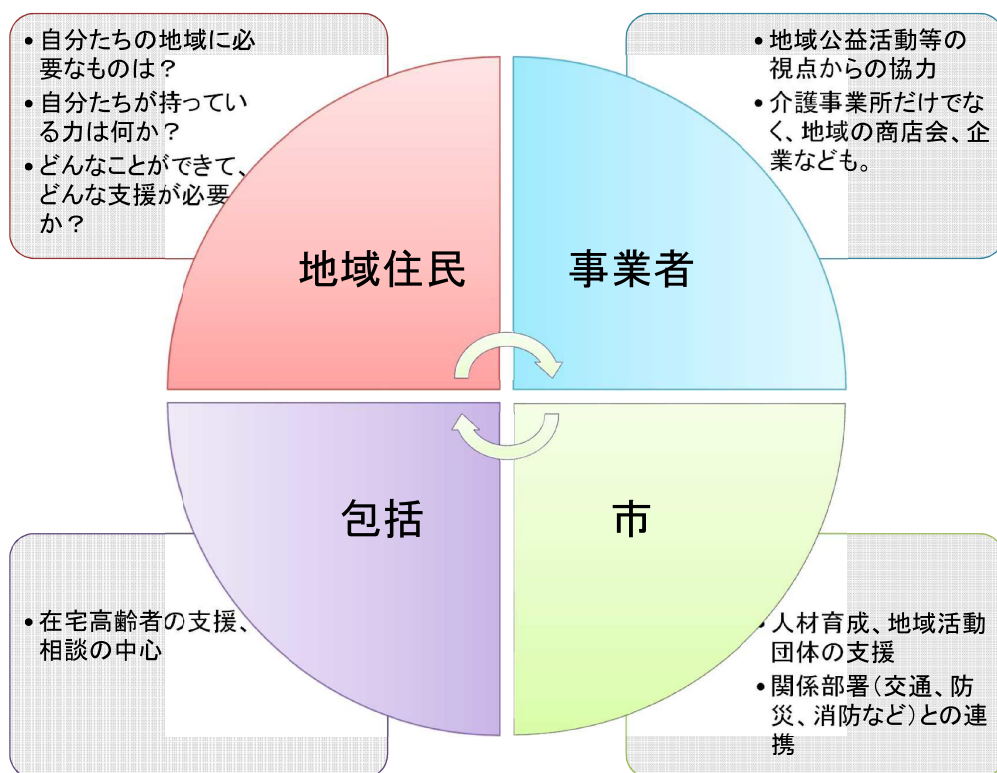 • 自分たちの地域に必
要なものは？
• 自分たちが持ってい
る力は何か？
• どんなことができて、
どんな支援が必要
か？
• 地域公益活動等の
視点からの協力
• 介護事業所だけでな
く、地域の商店会、企
業なども。
地域住民
事業者
包括
市
• 在宅高齢者の支援、
相談の中心
• 人材育成、地域活動
団体の支援
• 関係部署（交通、防
災、消防など）との連
携